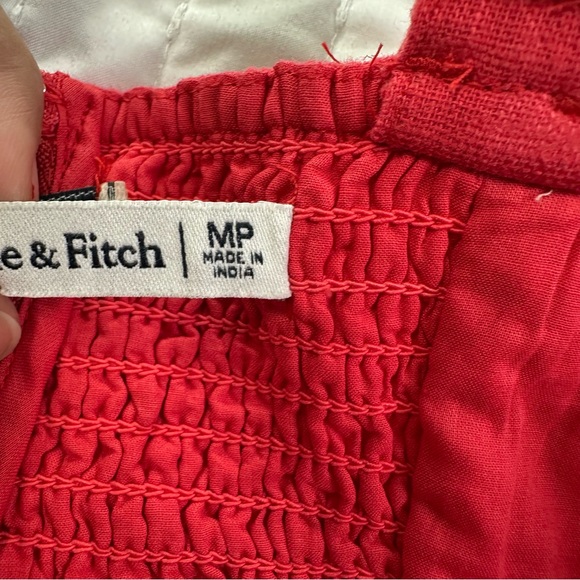 e & Fitch
MP
MADE IN
INDIA